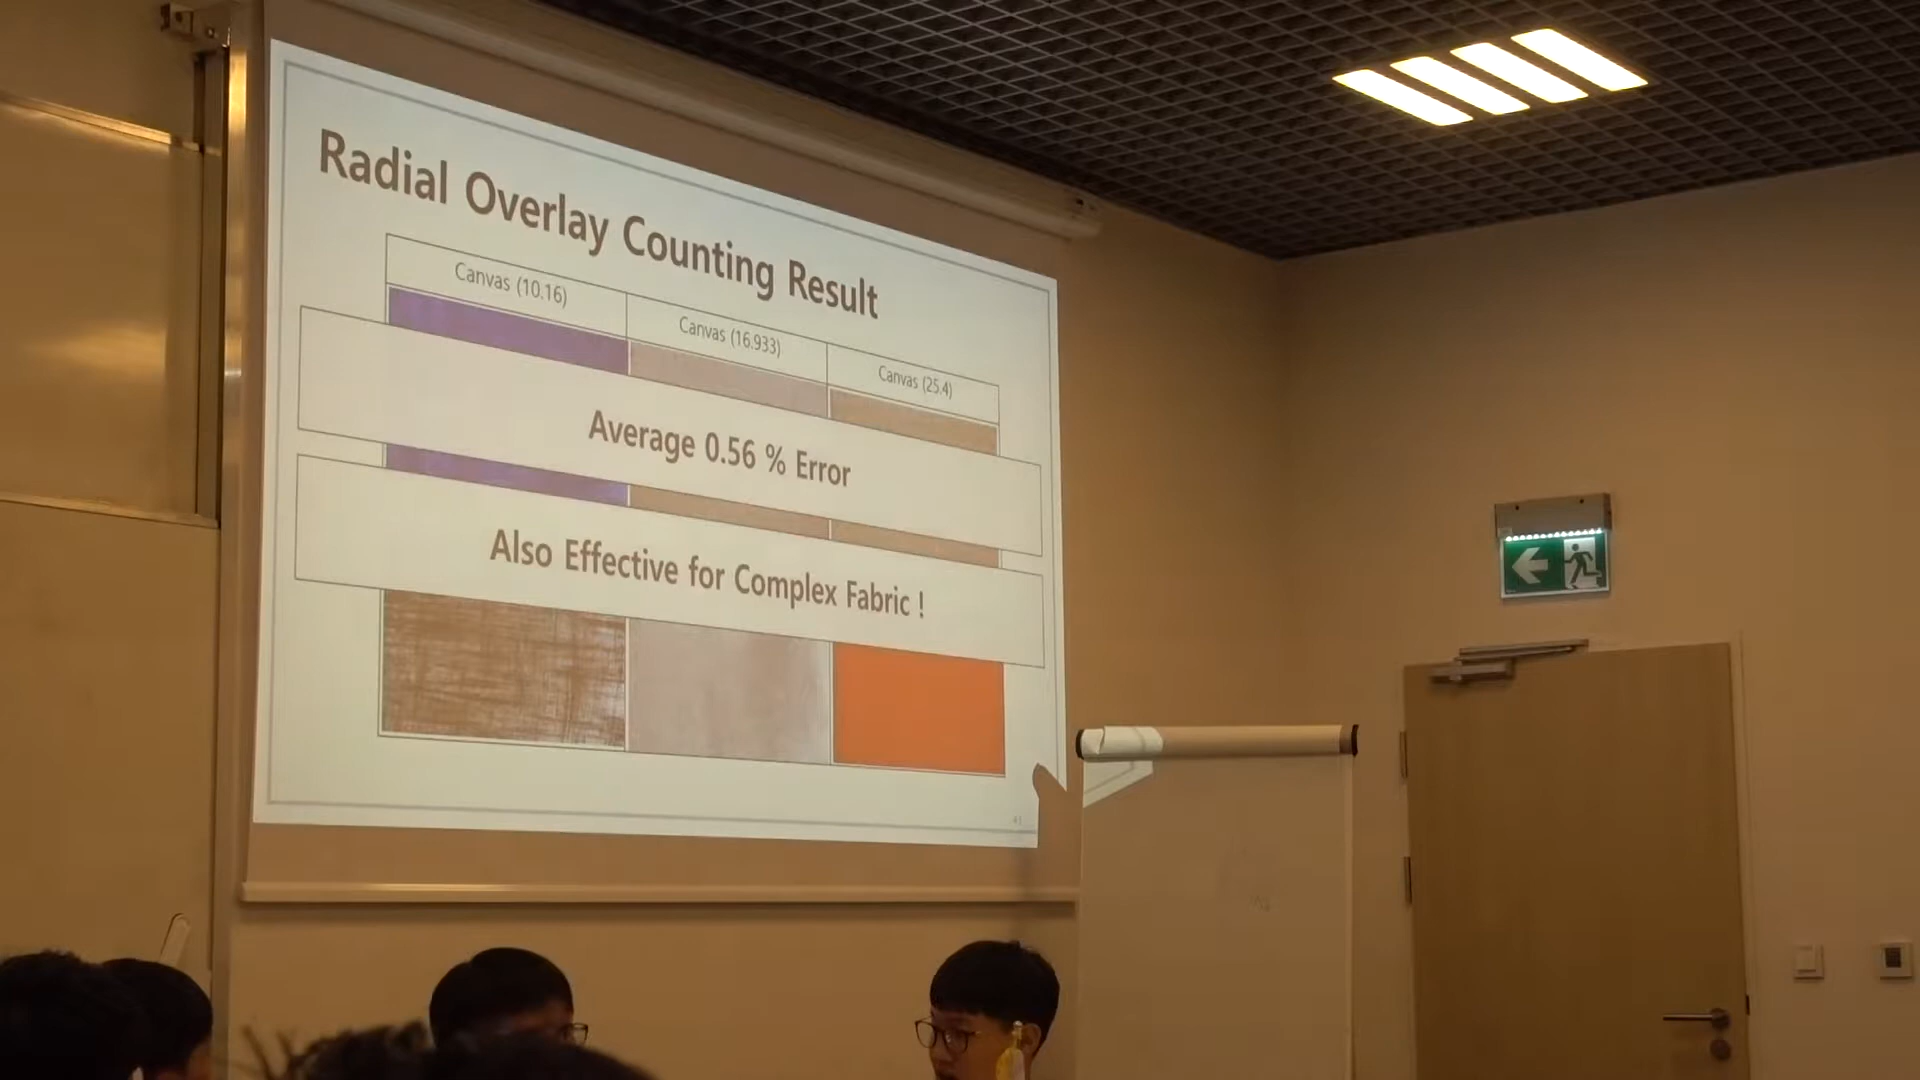 Radial Overlay Counting Result
Canvas (10.16)
Canvas (16.933)
Canvas (25.4)
Average 0.56 % Error
Also Effective for Complex Fabric !